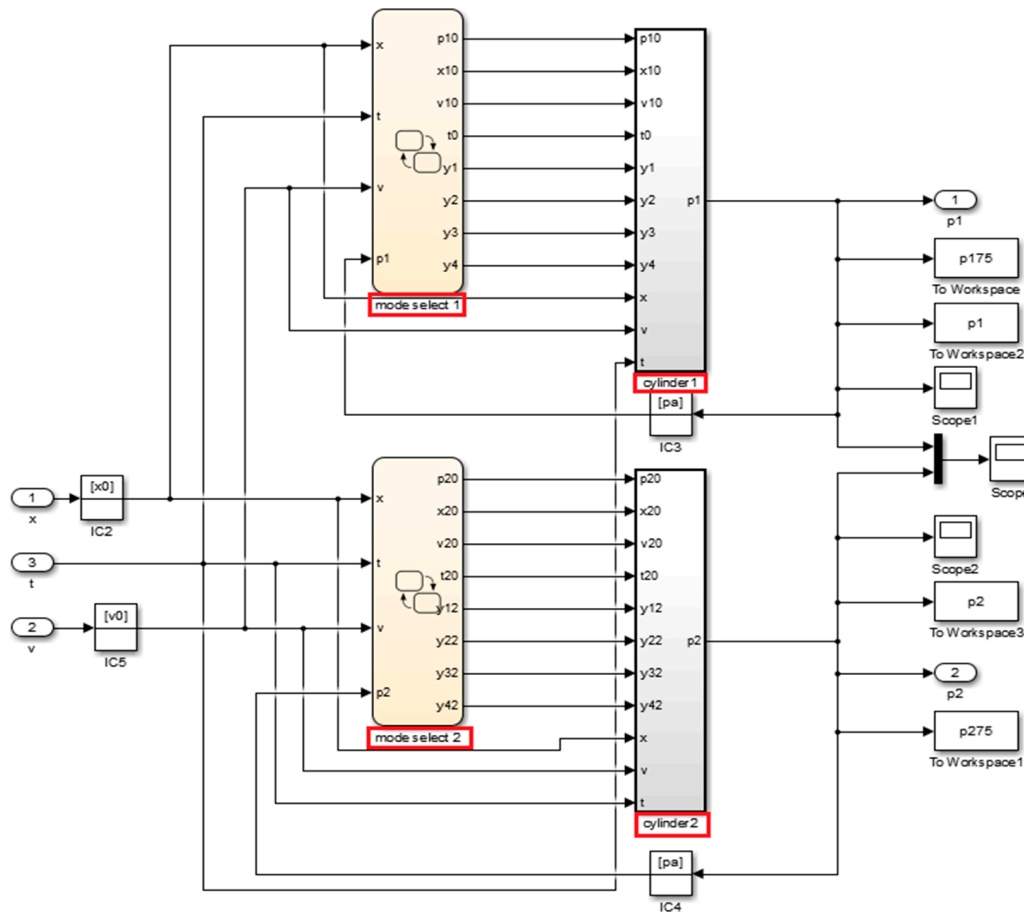 x
t
v
p1
p10
x10
v10
t0
y1
y2
y3
y4
mode select 1
p10
x10
v10
t0
y1
y2
y3
y4
x
v
t
p1
cylinder1
[pa]
IC3
1
p1
p175
To Workspace
p1
To Workspace2
Scope1
1
x
[x0]
IC2
3
t
2
v
[v0]
IC5
x
t
v
p2
p20
x20
v20
t20
y12
y22
y32
y42
mode select 2
p20
x20
v20
t20
y12
y22
y32
y42
x
v
t
p2
cylinder2
[pa]
IC4
Scope2
p2
To Workspace3
2
p2
p275
To Workspace1